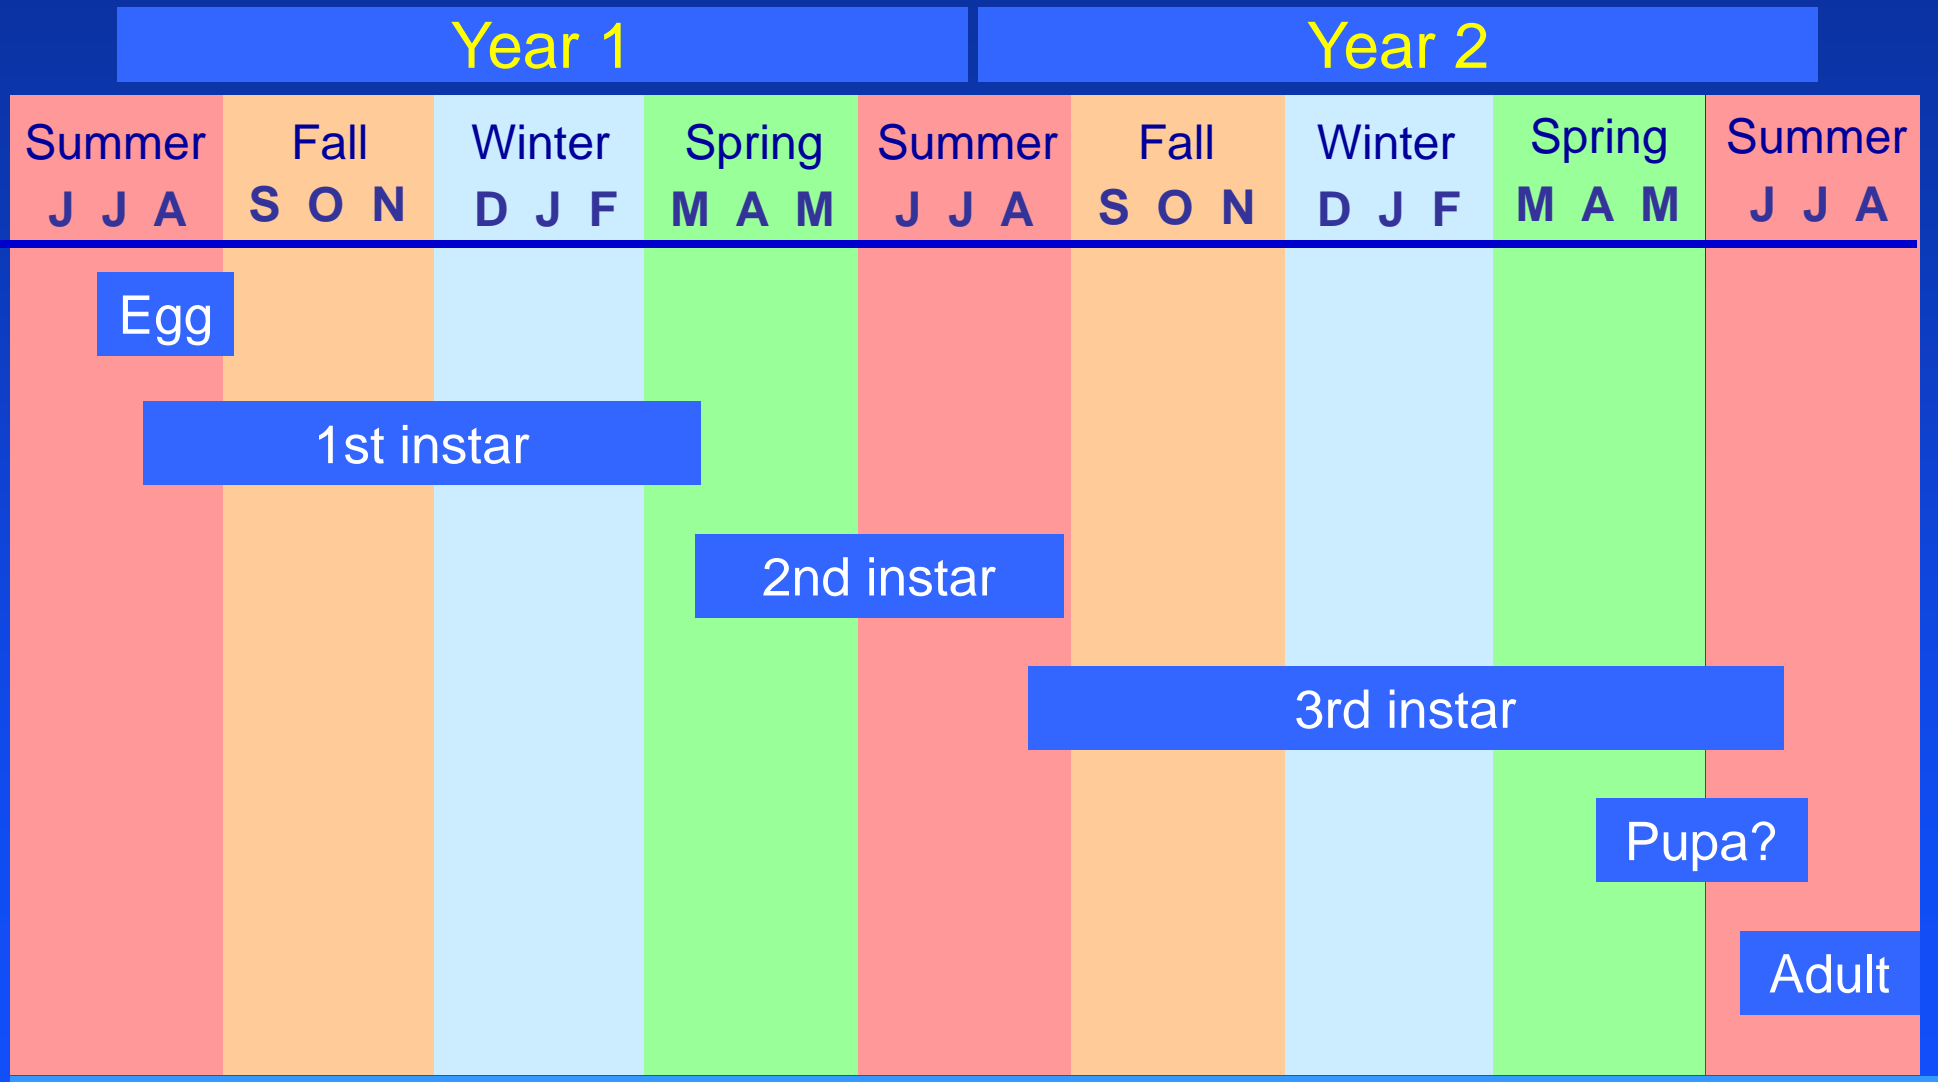 Year 1 Year 2
Summer Fall Winter Spring Summer Fall Winter Spring Summer
J J A S O N D J F M A M J J A S O N D J F M A M J J A
Egg
1st instar
2nd instar
3rd instar
Pupa?
Adult